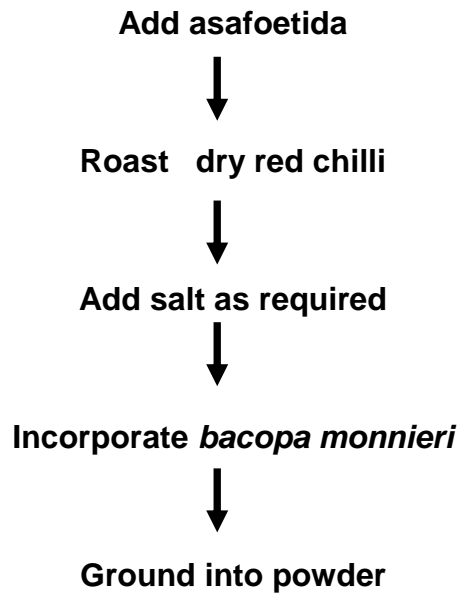 Add asafoetida
Roast dry red chilli
Add salt as required
Incorporate bacopa monnieri
Ground into powder